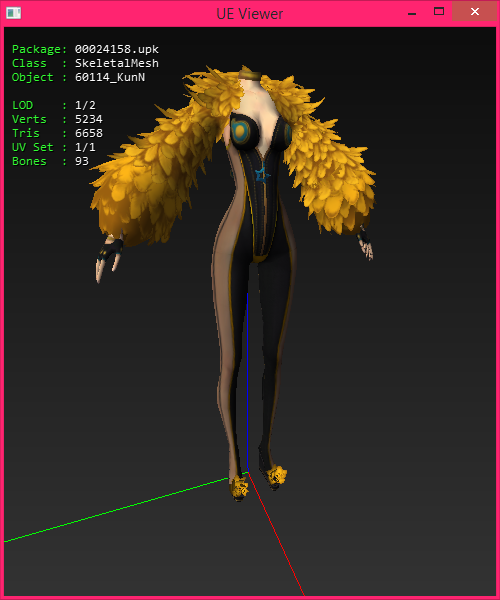 UE Viewer
Package: 00024158.upk
Class : SkeletalMesh
Object : 60114_KunN
LOD : 1/2
Verts : 5234
Tris : 6658
UV Set : 1/1
Bones : 93